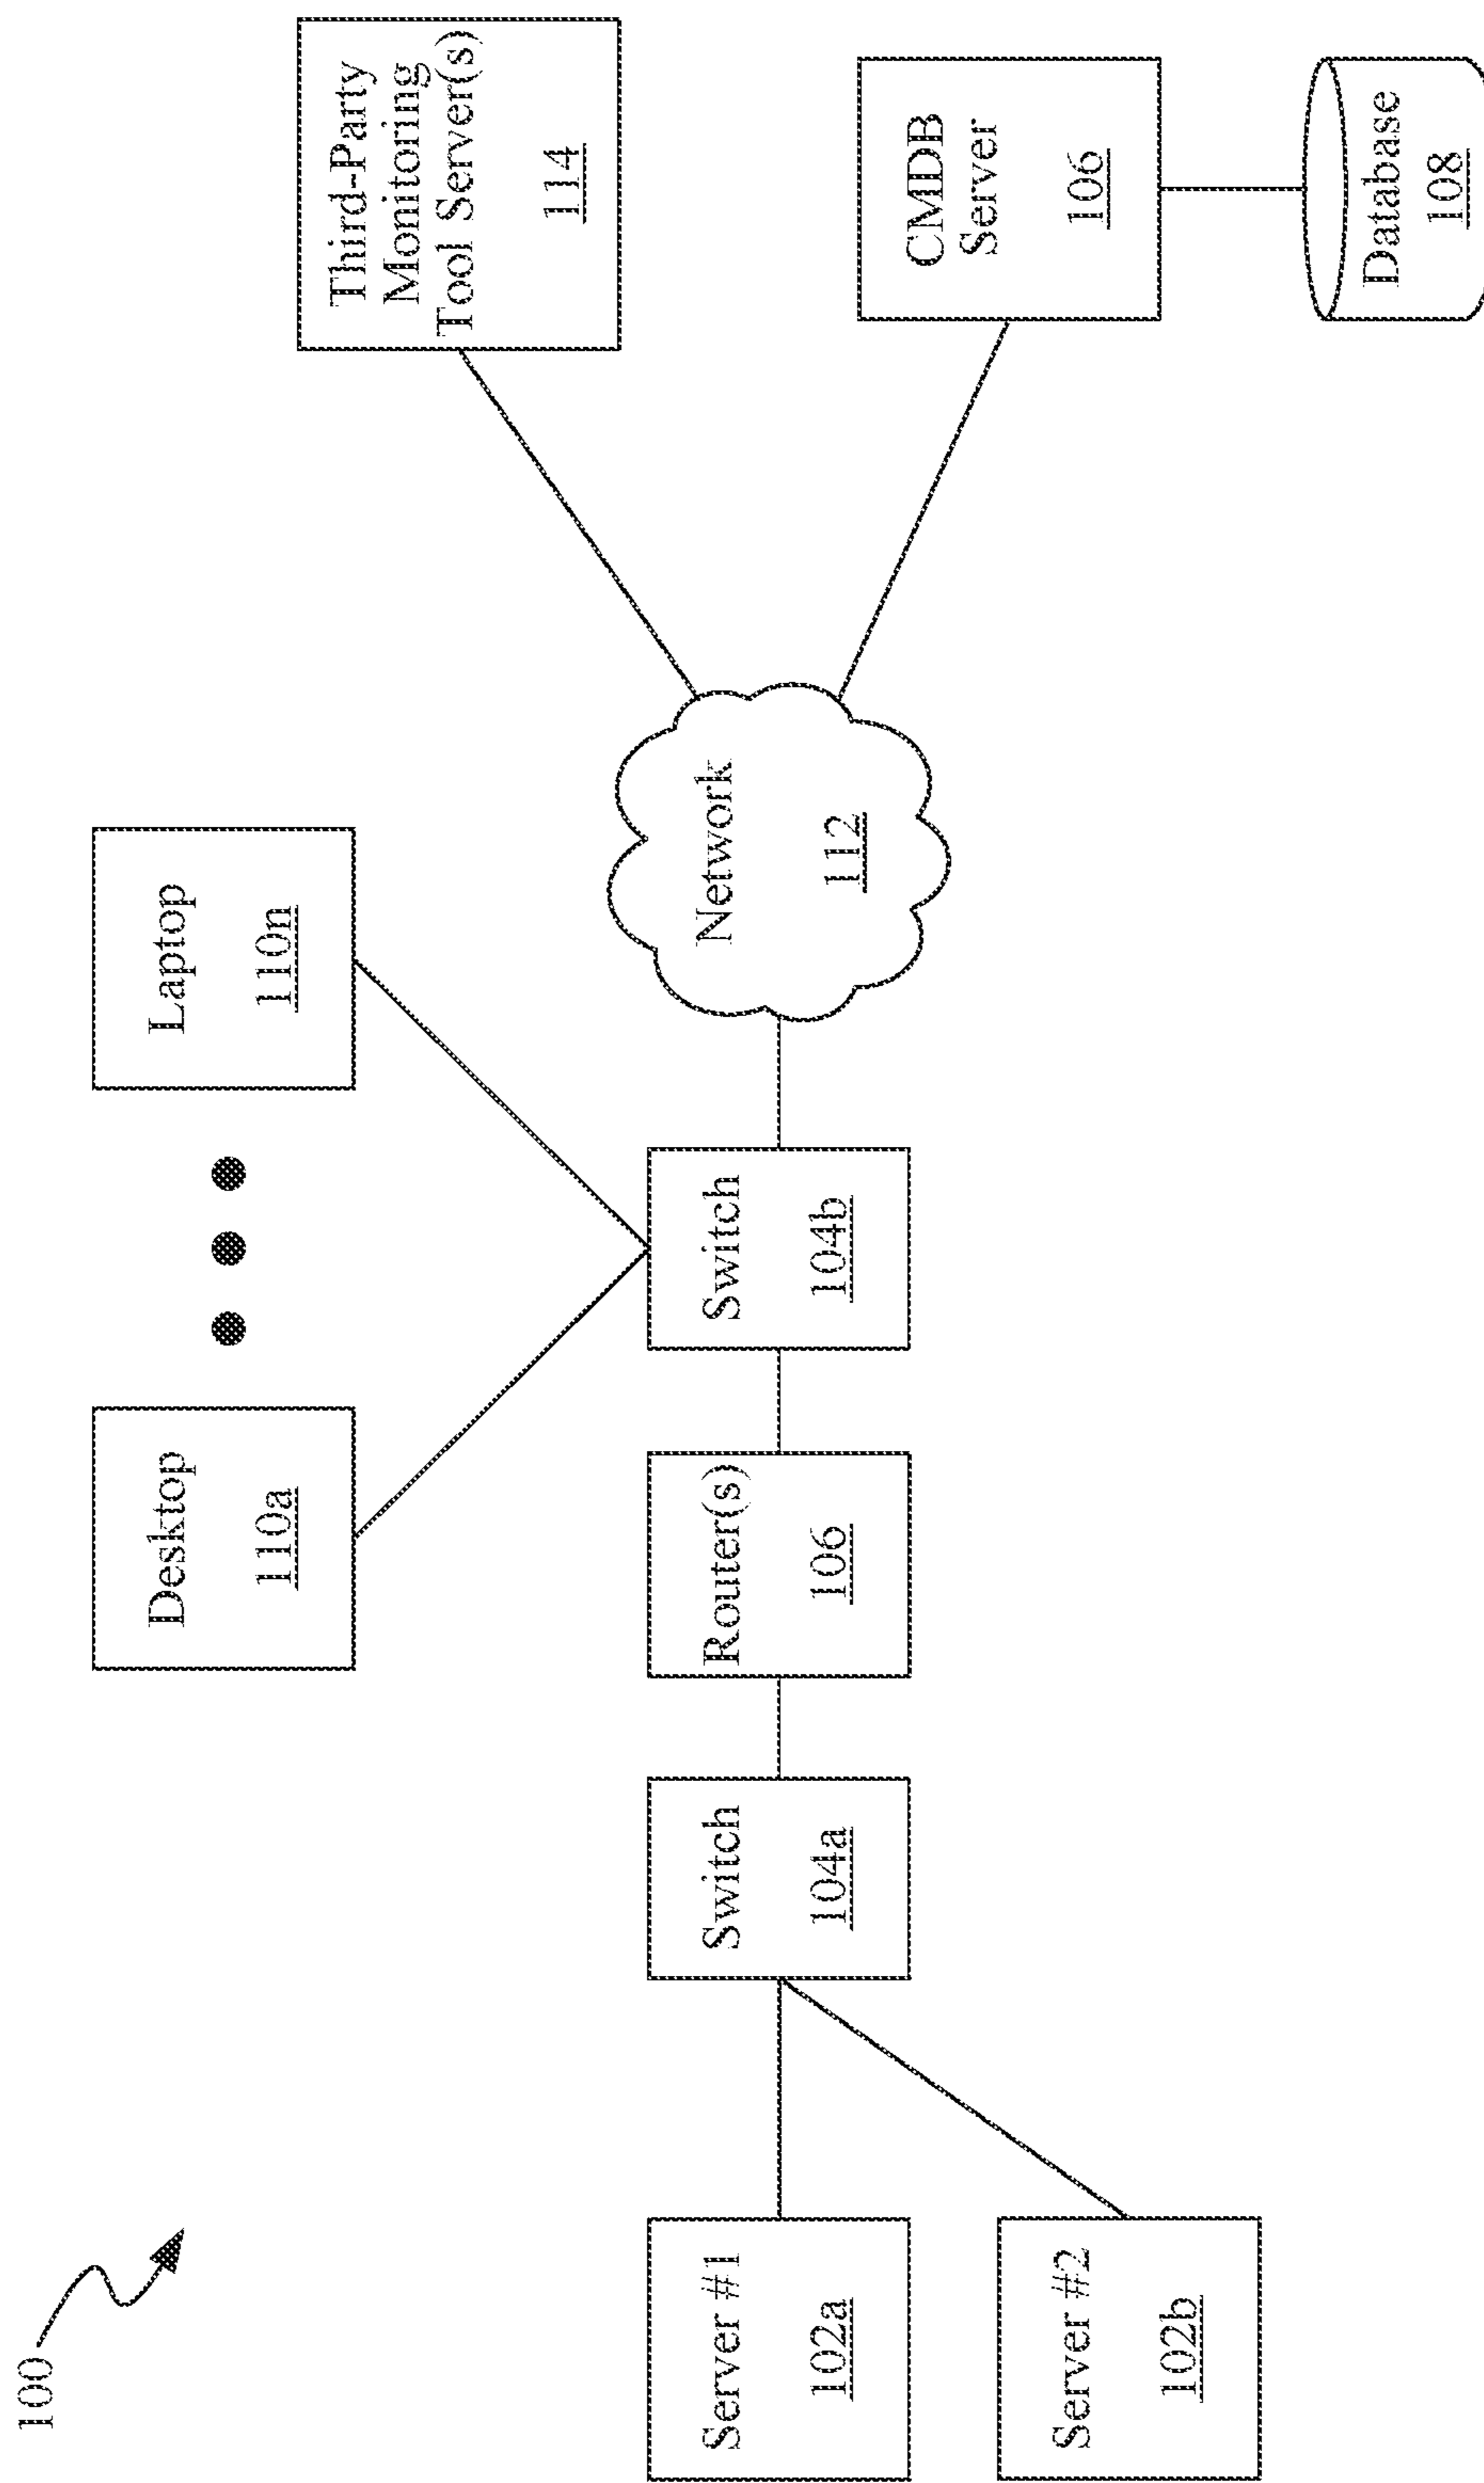 100
Desktop
110a
Laptop
110n
Third-Party
Monitoring
Tool Server(s)
114
Server #1
102a
Switch
104a
Router(s)
106
Switch
104b
Network
112
CMDB
Server
106
Server #2
102b
Database
108